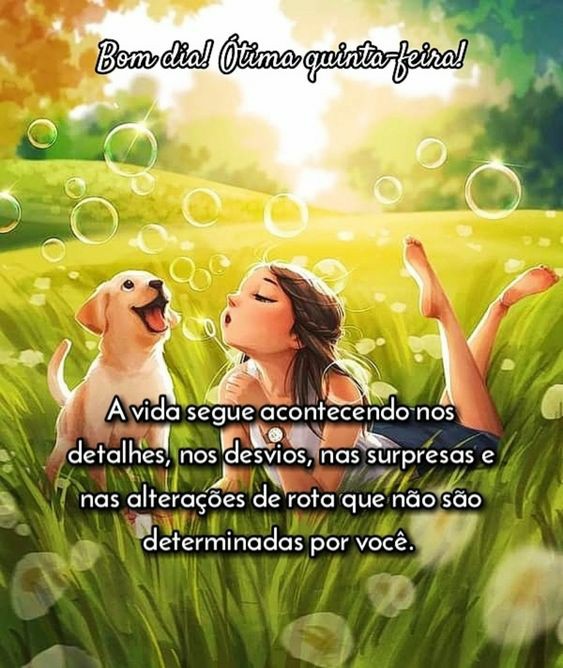 Bom dia! Ótima quinta-feira!
A vida segue acontecendo nos
detalhes, nos desvios, nas surpresas e
nas alterações de rota que não são
determinadas por você.